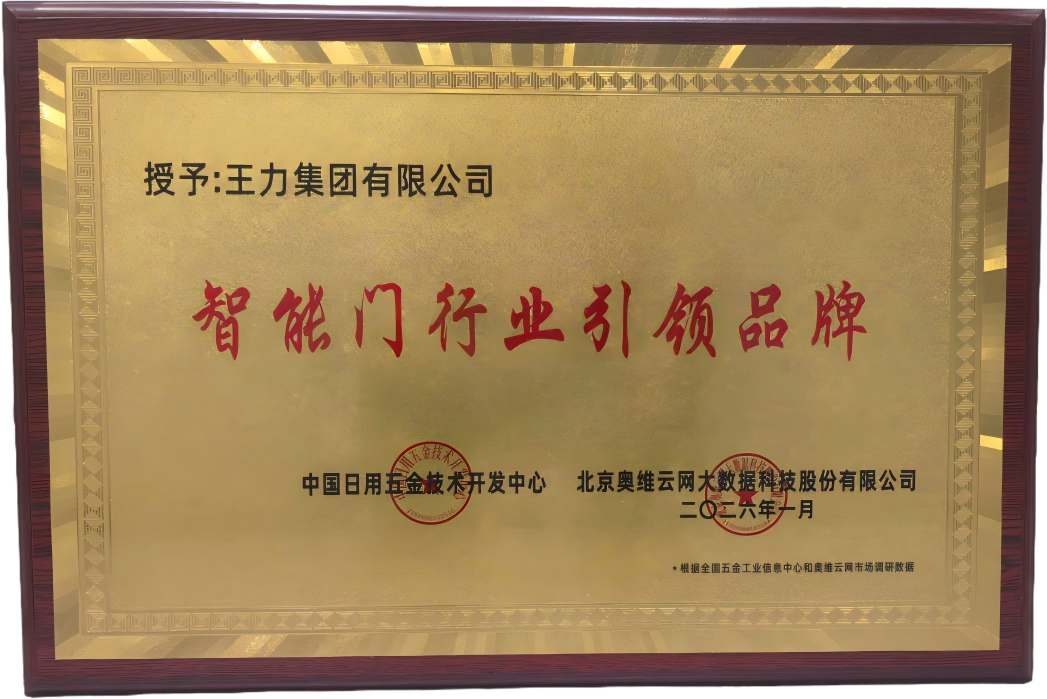 授予:王力集团有限公司
智能门行业引领品牌
中国日用五金技术开发中心 北京奥维云网大数据科技股份有限公司
二〇二六年一月
*根据全国五金工业信息中心和奥维云网市场调研数据